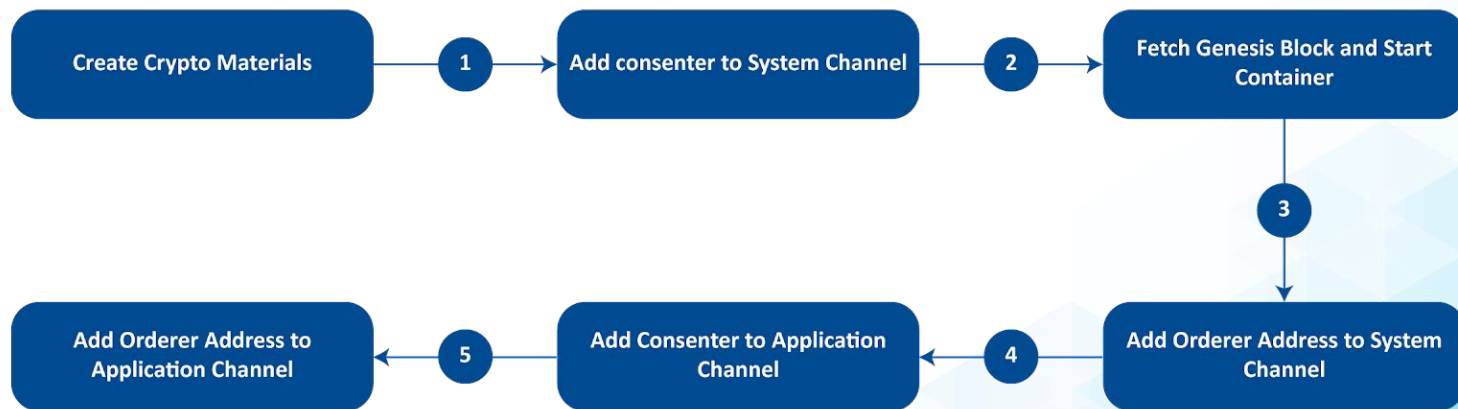 Create Crypto Materials
1
Add consenter to System Channel
2
Fetch Genesis Block and Start
Container
3
Add Orderer Address to System
Channel
4
Add Consenter to Application
Channel
5
Add Orderer Address to
Application Channel